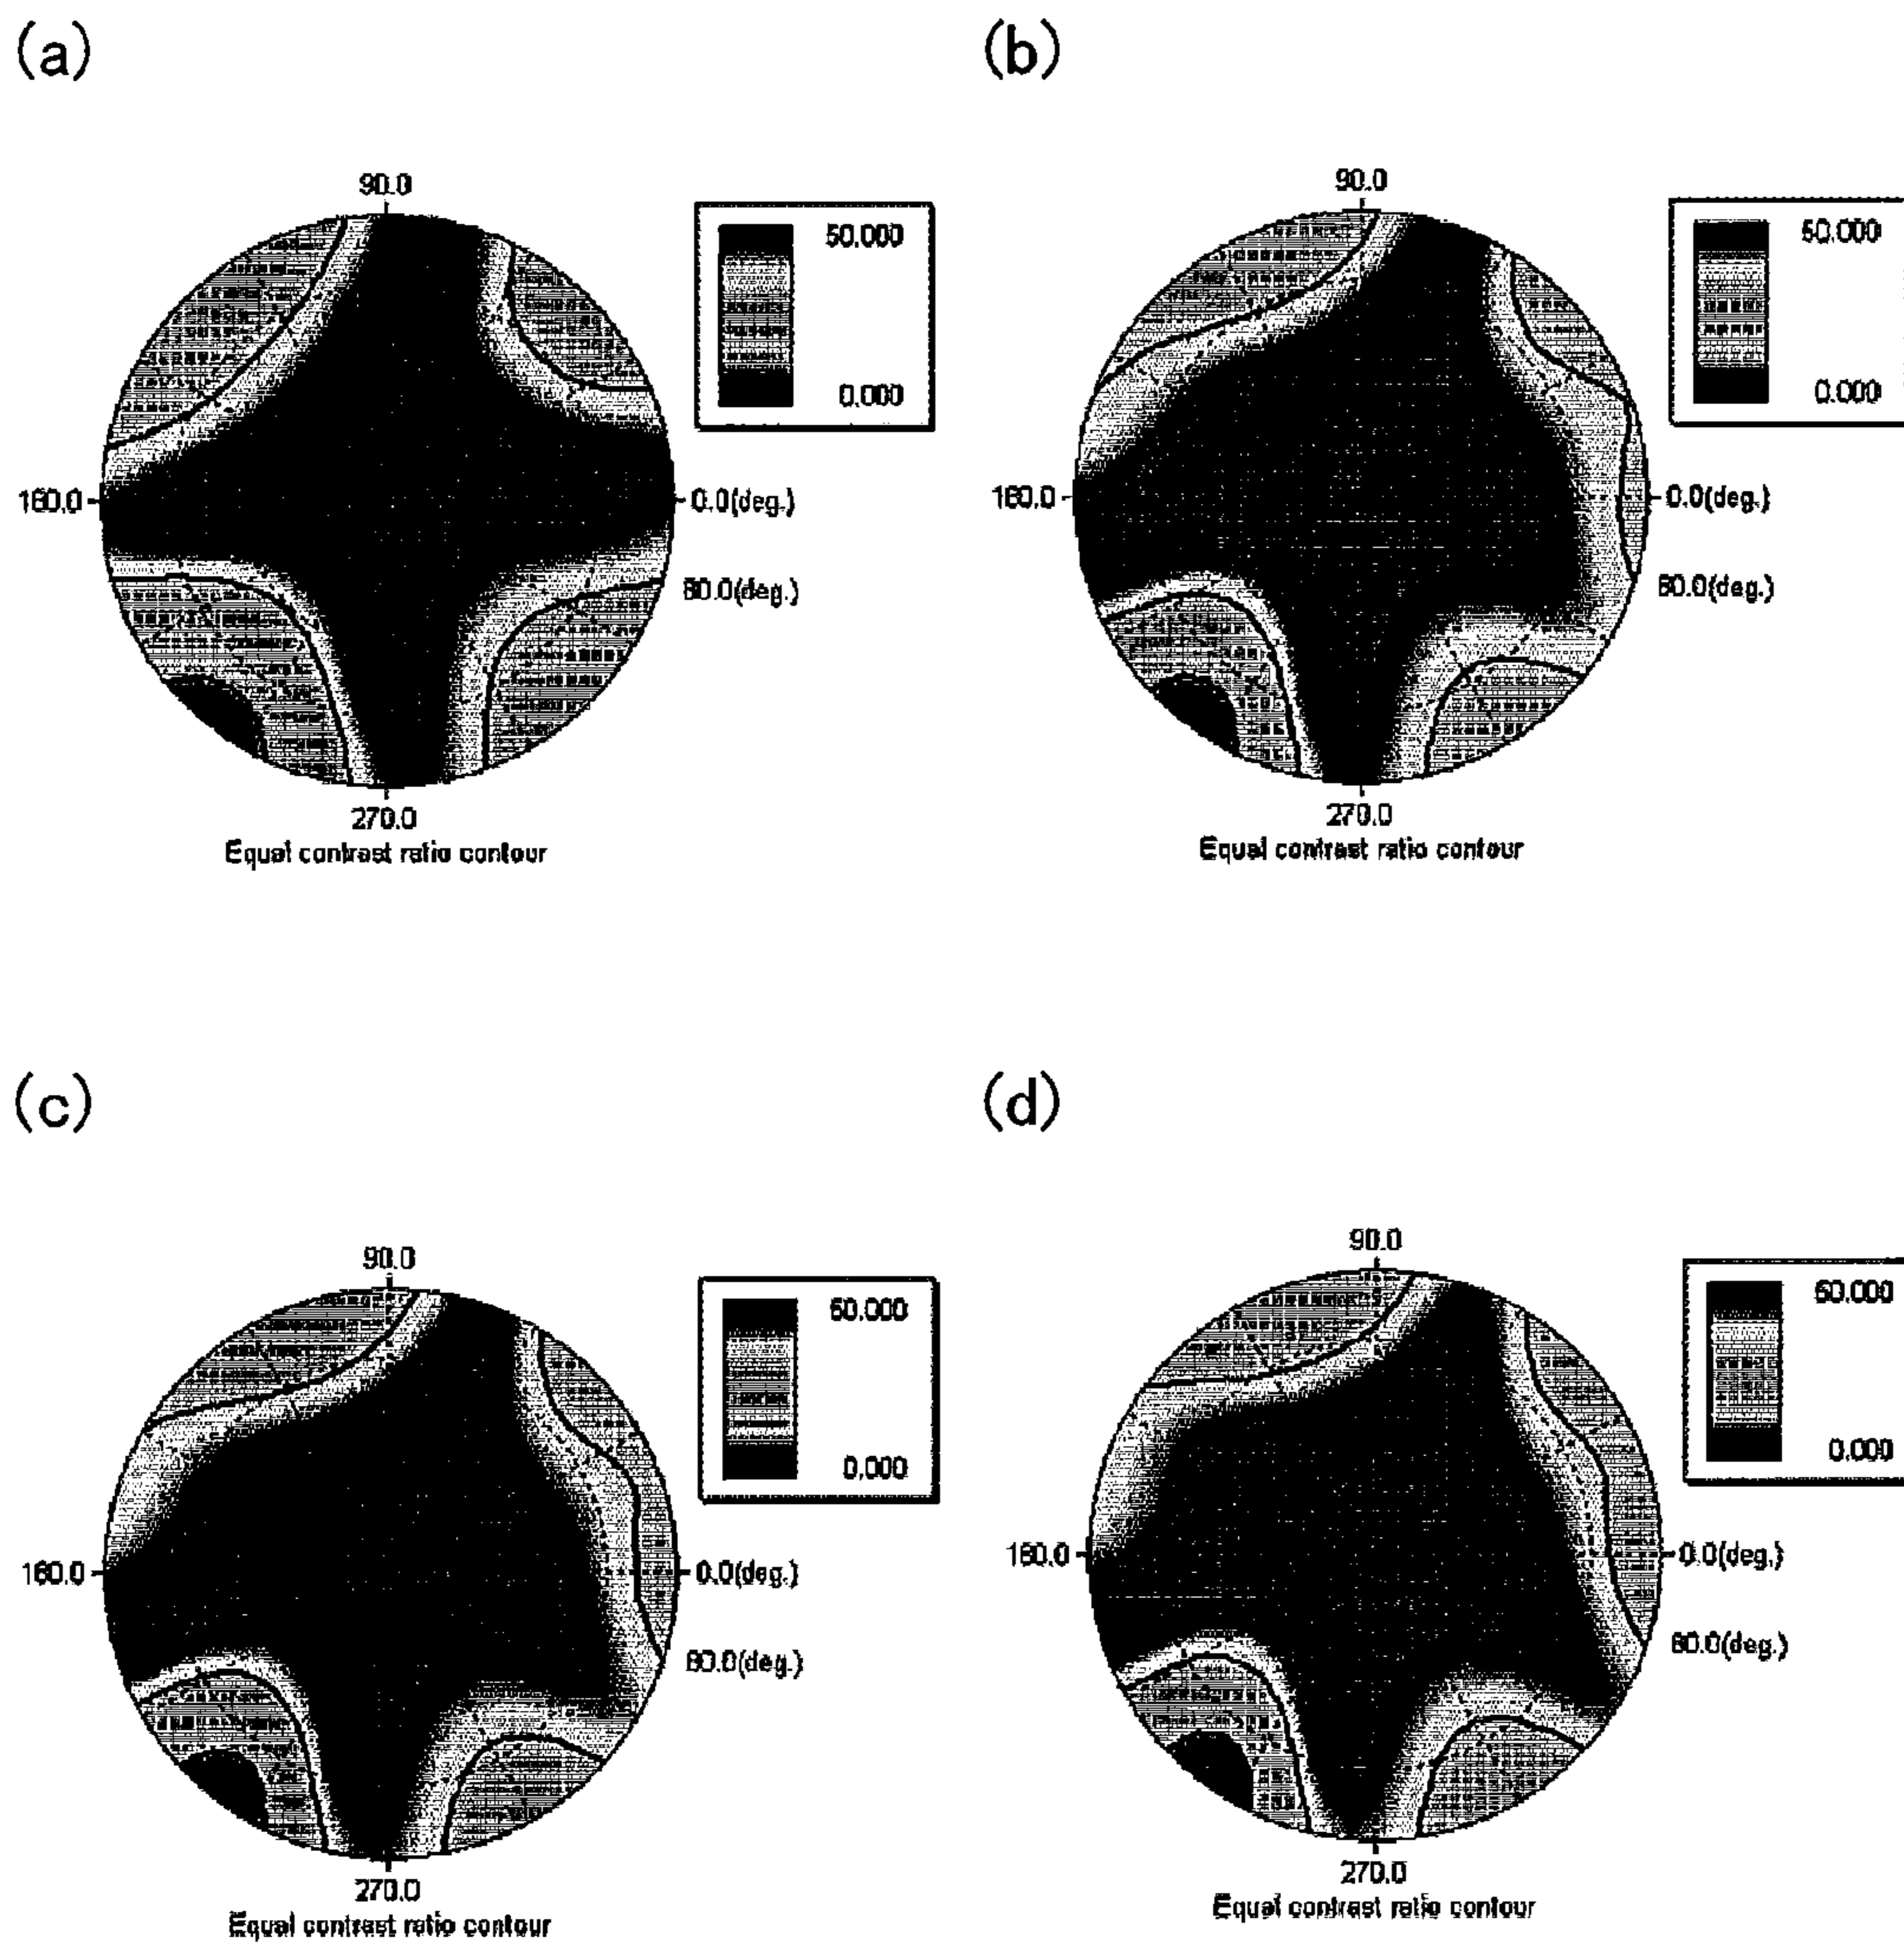 (a)
90.0
50.000
0.000
180.0
0.0(deg.)
80.0(deg.)
270.0
Equal contrast ratio contour
(b)
90.0
50.000
0.000
180.0
0.0(deg.)
80.0(deg.)
270.0
Equal contrast ratio contour
(c)
90.0
50.000
0.000
180.0
0.0(deg.)
80.0(deg.)
270.0
Equal contrast ratio contour
(d)
90.0
50.000
0.000
180.0
0.0(deg.)
80.0(deg.)
270.0
Equal contrast ratio contour